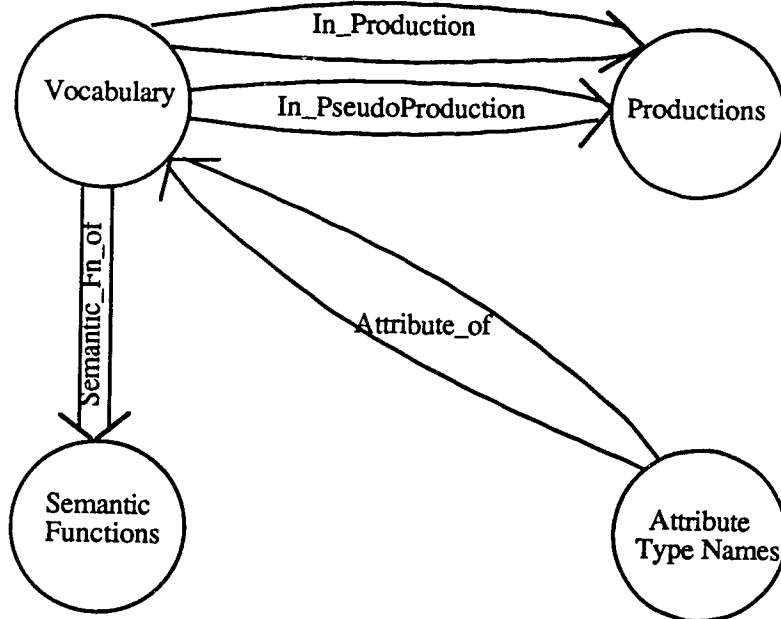 In_Production
Vocabulary
In_PseudoProduction
Productions
Semantic_Fn_of
Attribute_of
Semantic
Functions
Attribute
Type Names